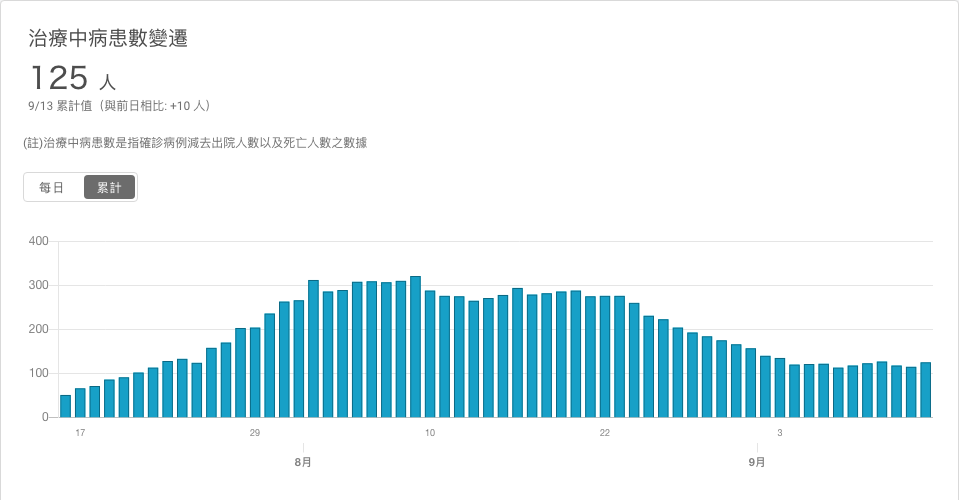 治療中病患數變遷
125 人
9/13 累計值（與前日相比: +10 人）
(註)治療中病患數是指確診病例減去出院人數以及死亡人數之數據
每日 累計
400
300
200
100
0
17 29 10 22 3
8月 9月